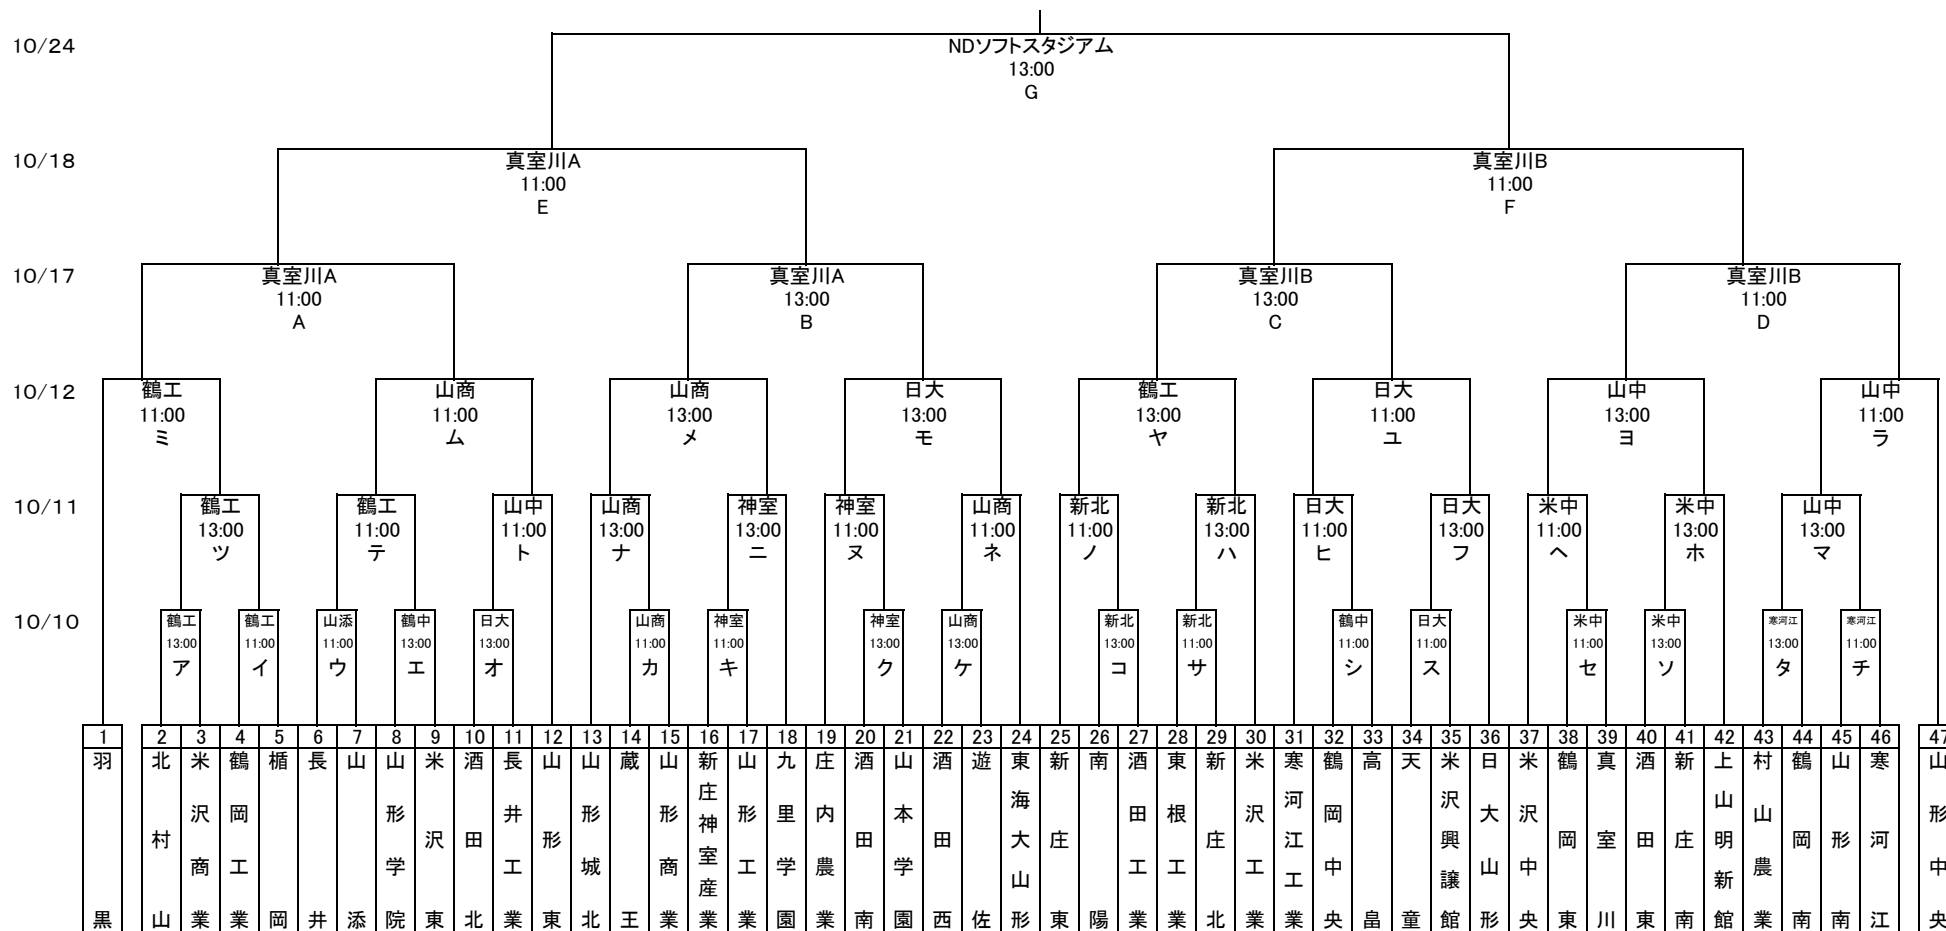 10/24
NDソフトスタジアム
13:00
G
10/18
真室川A 真室川B
11:00 11:00
E F
10/17
真室川A 真室川A 真室川B 真室川B
11:00 13:00 13:00 11:00
A B C D
10/12
鶴工 山商 山商 日大 鶴工 日大 山中 山中
11:00 11:00 13:00 13:00 13:00 11:00 13:00 11:00
ミ ム メ モ ヤ ユ ヨ ラ
10/11
鶴工 鶴工 山中 山商 神室 神室 山商 新北 新北 日大 日大 米中 米中 山中
13:00 11:00 11:00 13:00 13:00 11:00 11:00 11:00 13:00 11:00 13:00 11:00 13:00 13:00
ツ テ ト ナ ニ ヌ ネ ノ ハ ヒ フ ヘ ホ マ
10/10
鶴工 鶴工 山添 鶴中 日大 山商 神室 神室 山商 新北 新北 鶴中 日大 米中 米中 寒河江 寒河江
13:00 11:00 11:00 13:00 13:00 11:00 11:00 13:00 13:00 13:00 11:00 11:00 11:00 11:00 13:00 13:00 11:00
ア イ ウ エ オ カ キ ク ケ コ サ シ ス セ ソ タ チ
1 羽黒
2 北村山
3 米沢商業
4 鶴岡工業
5 楯岡
6 長井
7 山添
8 山形学院
9 米沢東
10 酒田北
11 長井工業
12 山形東
13 山形城北
14 蔵王
15 山形商業
16 新庄神室産業
17 山形工業
18 九里学園
19 庄内農業
20 酒田南
21 山本学園
22 酒田西
23 遊佐
24 東海大山形
25 新庄東
26 南陽
27 酒田工業
28 東根工業
29 新庄北
30 米沢工業
31 寒河江工業
32 鶴岡中央
33 高畠
34 天童
35 米沢興譲館
36 日大山形
37 米沢中央
38 鶴岡東
39 真室川
40 酒田東
41 新庄南
42 上山明新館
43 村山農業
44 鶴岡南
45 山形南
46 寒河江
47 山形中央